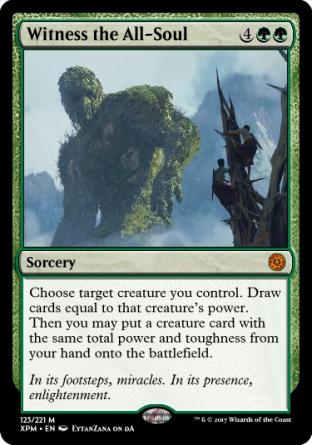 Witness the All-Soul 4
Sorcery
Choose target creature you control. Draw
cards equal to that creature's power.
Then you may put a creature card with
the same total power and toughness from
your hand onto the battlefield.
In its footsteps, miracles. In its presence,
enlightenment.
123/221 M
XPM • EN EytanZana on dA
™ & © 2017 Wizards of the Coast